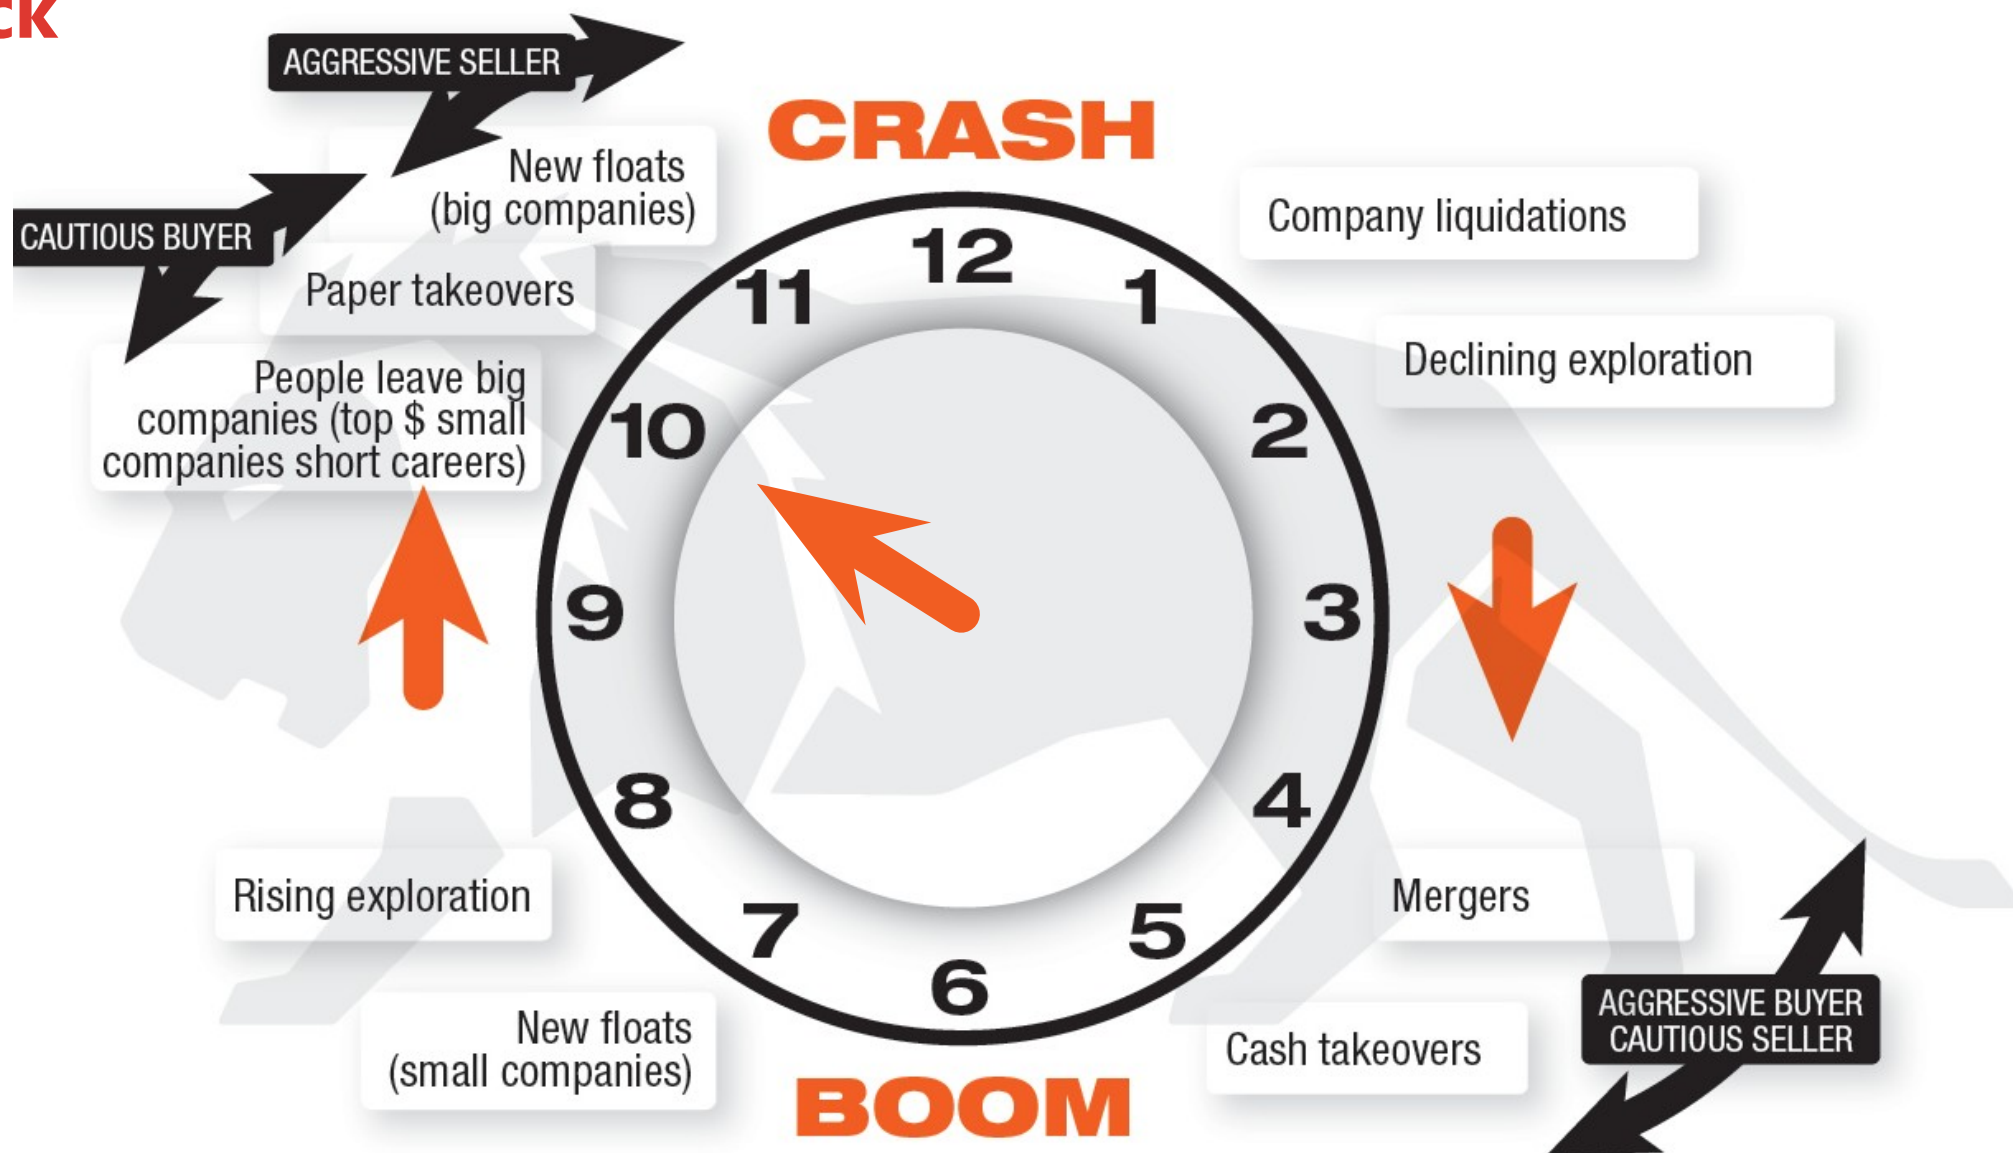 CK
AGGRESSIVE SELLER
CRASH
New floats
(big companies)
Company liquidations
CAUTIOUS BUYER
Paper takeovers
Declining exploration
People leave big
companies (top $ small
companies short careers)
12
1
2
3
4
5
6
7
8
9
10
11
Rising exploration
Mergers
New floats
(small companies)
Cash takeovers
AGGRESSIVE BUYER
CAUTIOUS SELLER
BOOM